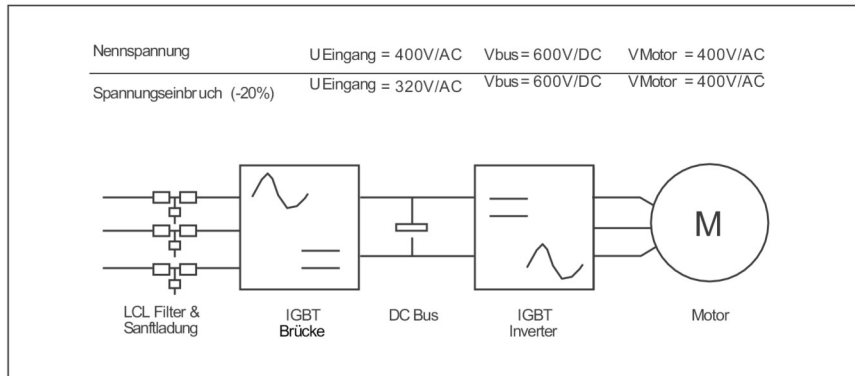 Nennspannung UEingang = 400V/AC Vbus = 600V/DC VMotor = 400V/AC
Spannungseinbruch (-20%) UEingang = 320V/AC Vbus = 600V/DC VMotor = 400V/AC
M
LCL Filter & IGBT DC Bus IGBT Motor
Sanftladung Brücke Inverter